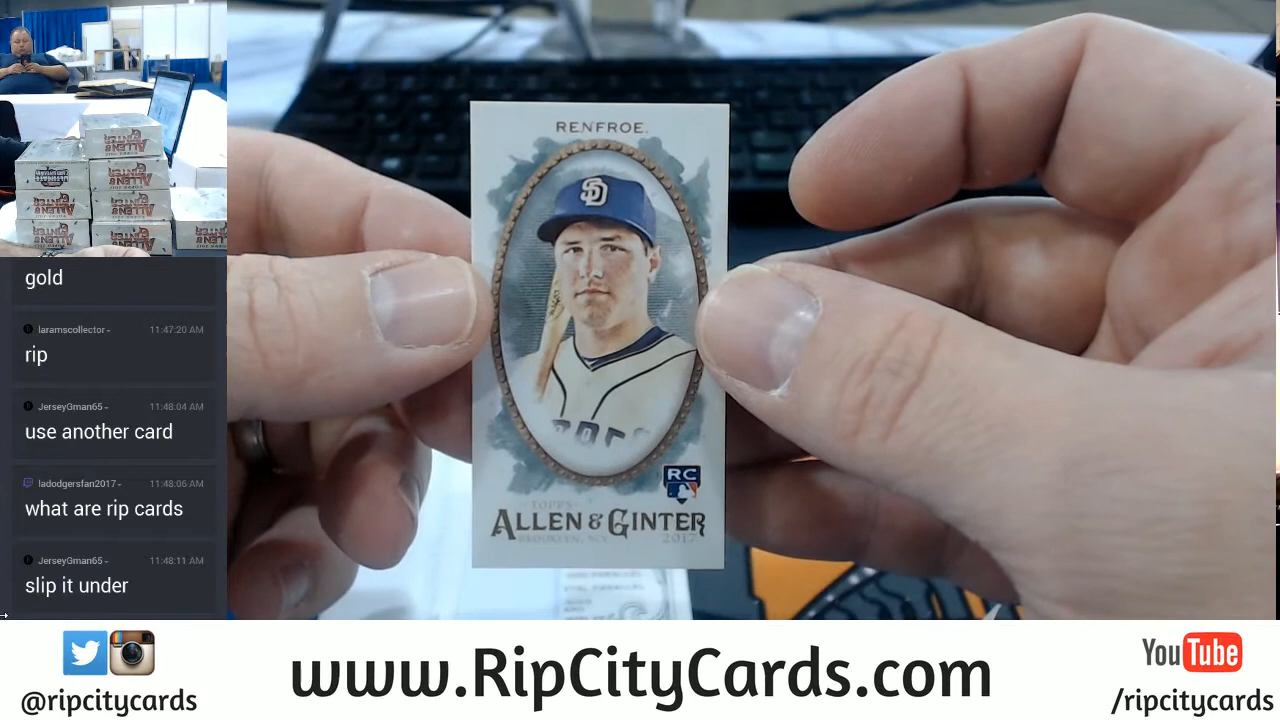 gold
laramscollector-
11:47:20 AM
rip
JerseyGman65-
11:48:04 AM
use another card
ladodgersfan2017-
11:48:06 AM
what are rip cards
JerseyGman65-
11:48:11 AM
slip it under
ALLEN &
GINTER
RENFROE.
SD
RC
TOPPS
ALLEN & GINTER
BROOKLYN, N.Y.
2017
@ripcitycards
www.RipCityCards.com
YouTube
/ripcitycards